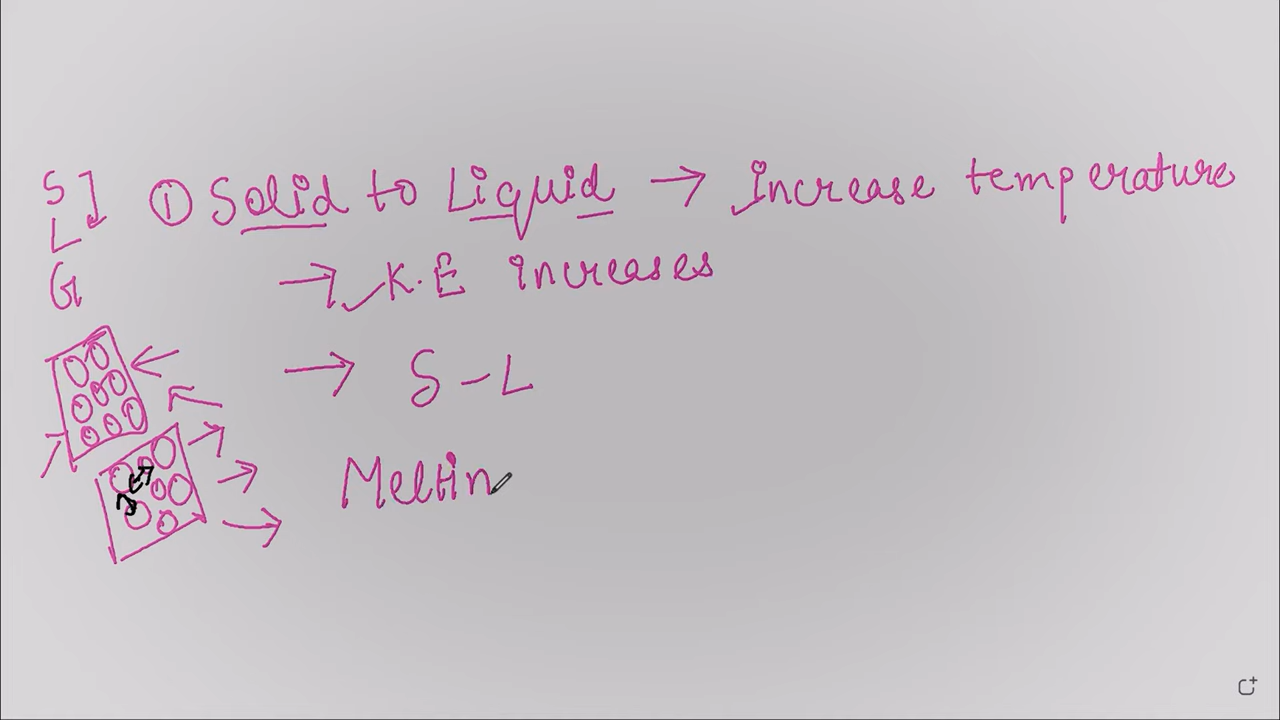 S
L
G
① Solid to Liquid → Increase temperature
→ K.E increases
→ S-L
Meltin